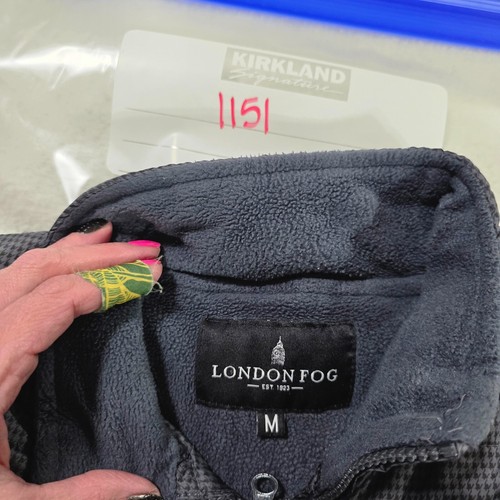 KIRKLAND
Signature
1151
LONDON FOG
EST. 1923
M